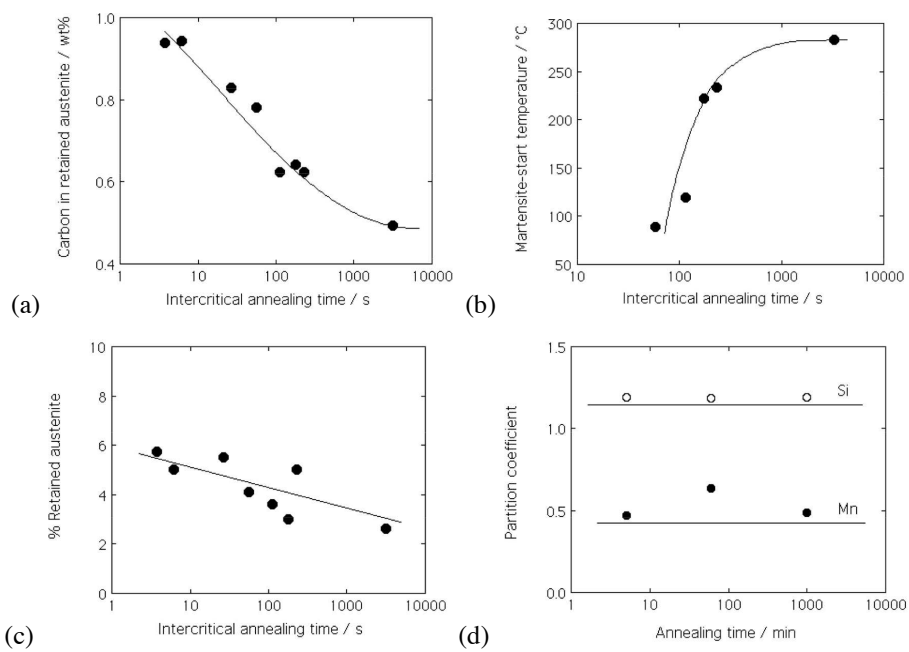 Carbon in retained austenite / wt%
1.0
0.8
0.6
0.4
1 10 100 1000 10000
Intercritical annealing time / s
(a)
Martensite-start temperature / °C
300
250
200
150
100
50
10 100 1000 10000
Intercritical annealing time / s
(b)
% Retained austenite
10
8
6
4
2
0
1 10 100 1000 10000
Intercritical annealing time / s
(c)
Partition coefficient
1.5
1.0
0.5
0.0
Si
Mn
1 10 100 1000 10000
Annealing time / min
(d)